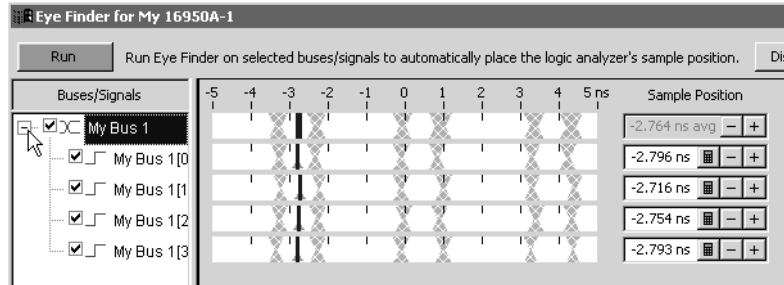 Eye Finder for My 16950A-1
Run Run Eye Finder on selected buses/signals to automatically place the logic analyzer's sample position. Di
Buses/Signals -5 -4 -3 -2 -1 0 1 2 3 4 5 ns Sample Position
My Bus 1 -2.764 ns avg - +
My Bus 1[0 -2.796 ns - +
My Bus 1[1 -2.716 ns - +
My Bus 1[2 -2.754 ns - +
My Bus 1[3 -2.793 ns - +